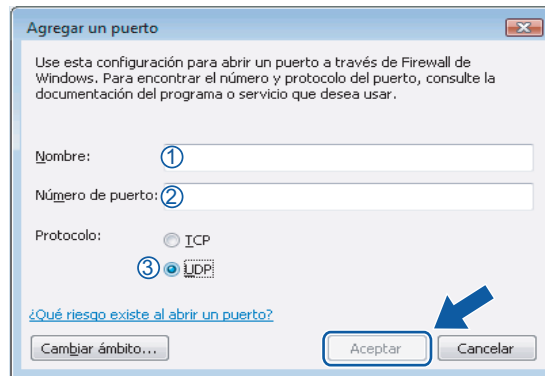 Agregar un puerto
Use esta configuración para abrir un puerto a través de Firewall de
Windows. Para encontrar el número y protocolo del puerto, consulte la
documentación del programa o servicio que desea usar.
Nombre: 1
Número de puerto: 2
Protocolo: TCP
3 UDP
¿Qué riesgo existe al abrir un puerto?
Cambiar ámbito... Aceptar Cancelar